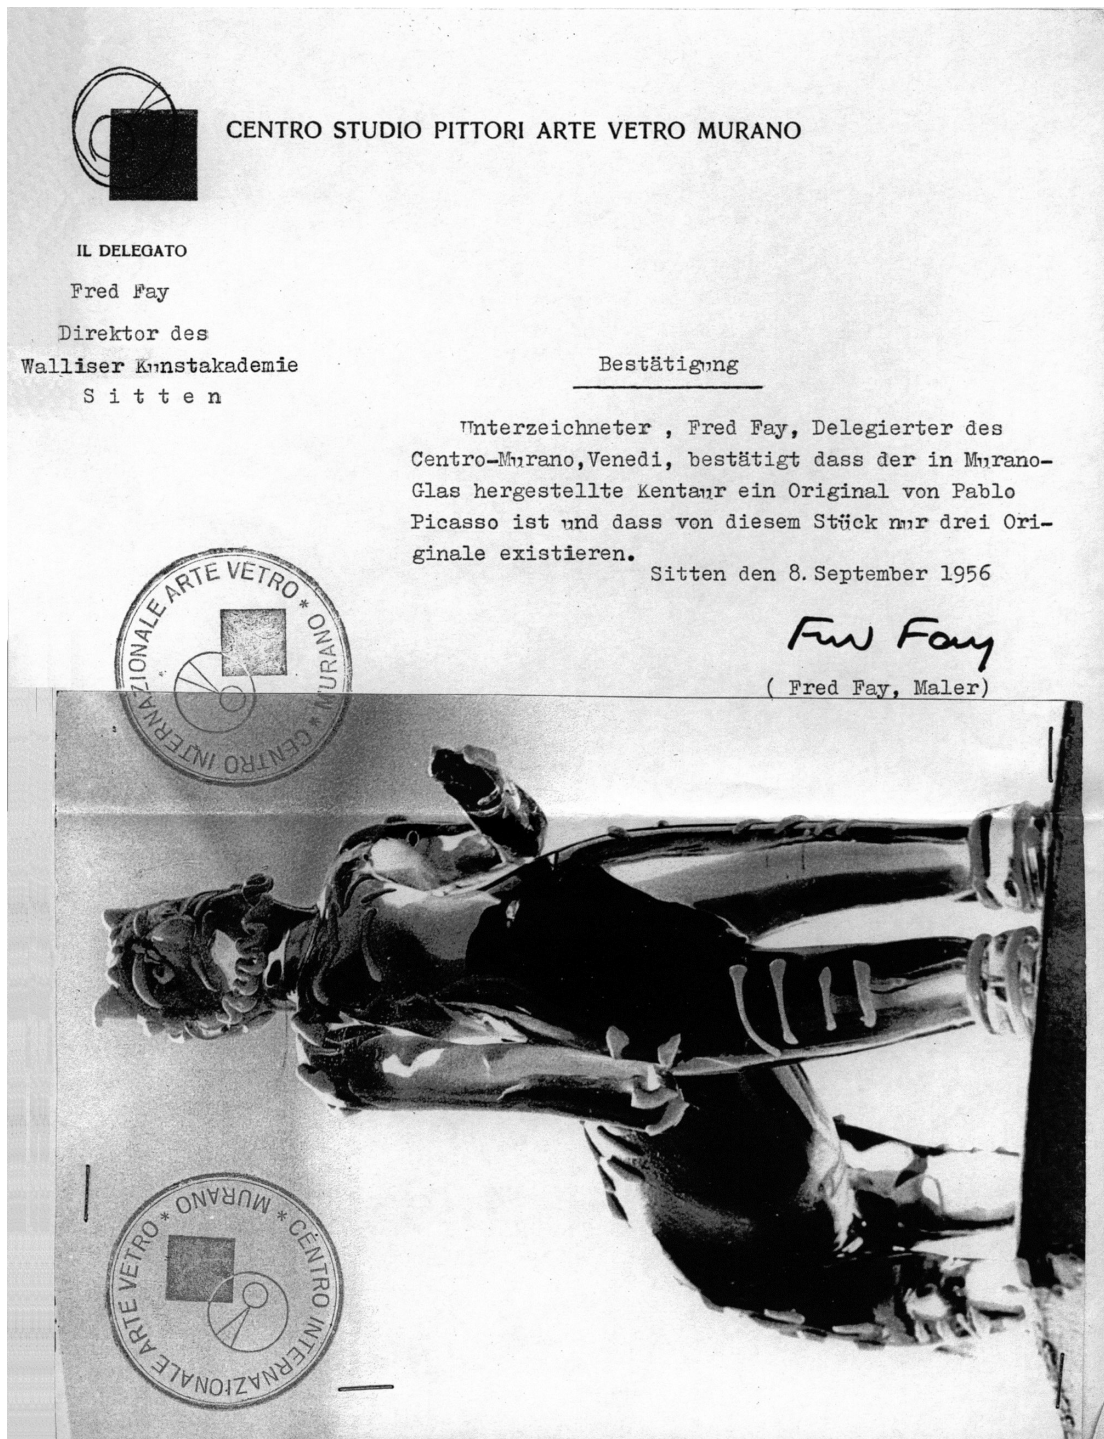 CENTRO STUDIO PITTORI ARTE VETRO MURANO
IL DELEGATO
Fred Fay
Direktor des
Walliser Kunstakademie
Sitten
Bestätigung
Unterzeichneter , Fred Fay, Delegierter des
Centro-Murano,Venedi, bestätigt dass der in Murano-
Glas hergestellte Kentaur ein Original von Pablo
Picasso ist und dass von diesem Stück nur drei Ori-
ginale existieren.
Sitten den 8. September 1956
Fred Fay
( Fred Fay, Maler)
CENTRO INTERNAZIONALE ARTE VETRO * MURANO *
CENTRO INTERNAZIONALE ARTE VETRO * MURANO *